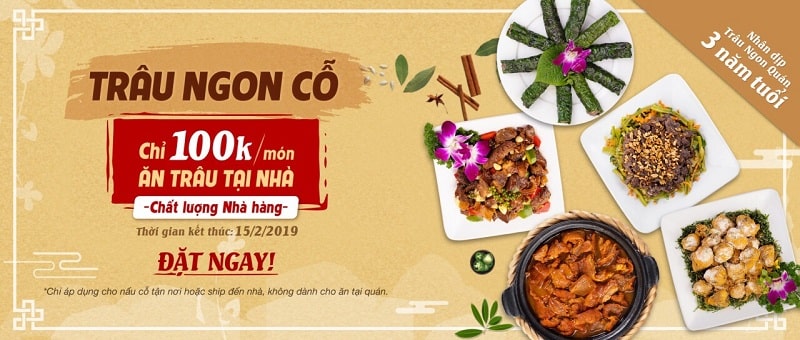 TRÂU NGON CỖ
Chỉ 100k/món
ĂN TRÂU TẠI NHÀ
-Chất lượng Nhà hàng-
Thời gian kết thúc: 15/2/2019
ĐẶT NGAY!
*Chỉ áp dụng cho nấu cỗ tận nơi hoặc ship đến nhà, không dành cho ăn tại quán.
Nhân dịp
Trâu Ngon Quán
3 năm tuổi